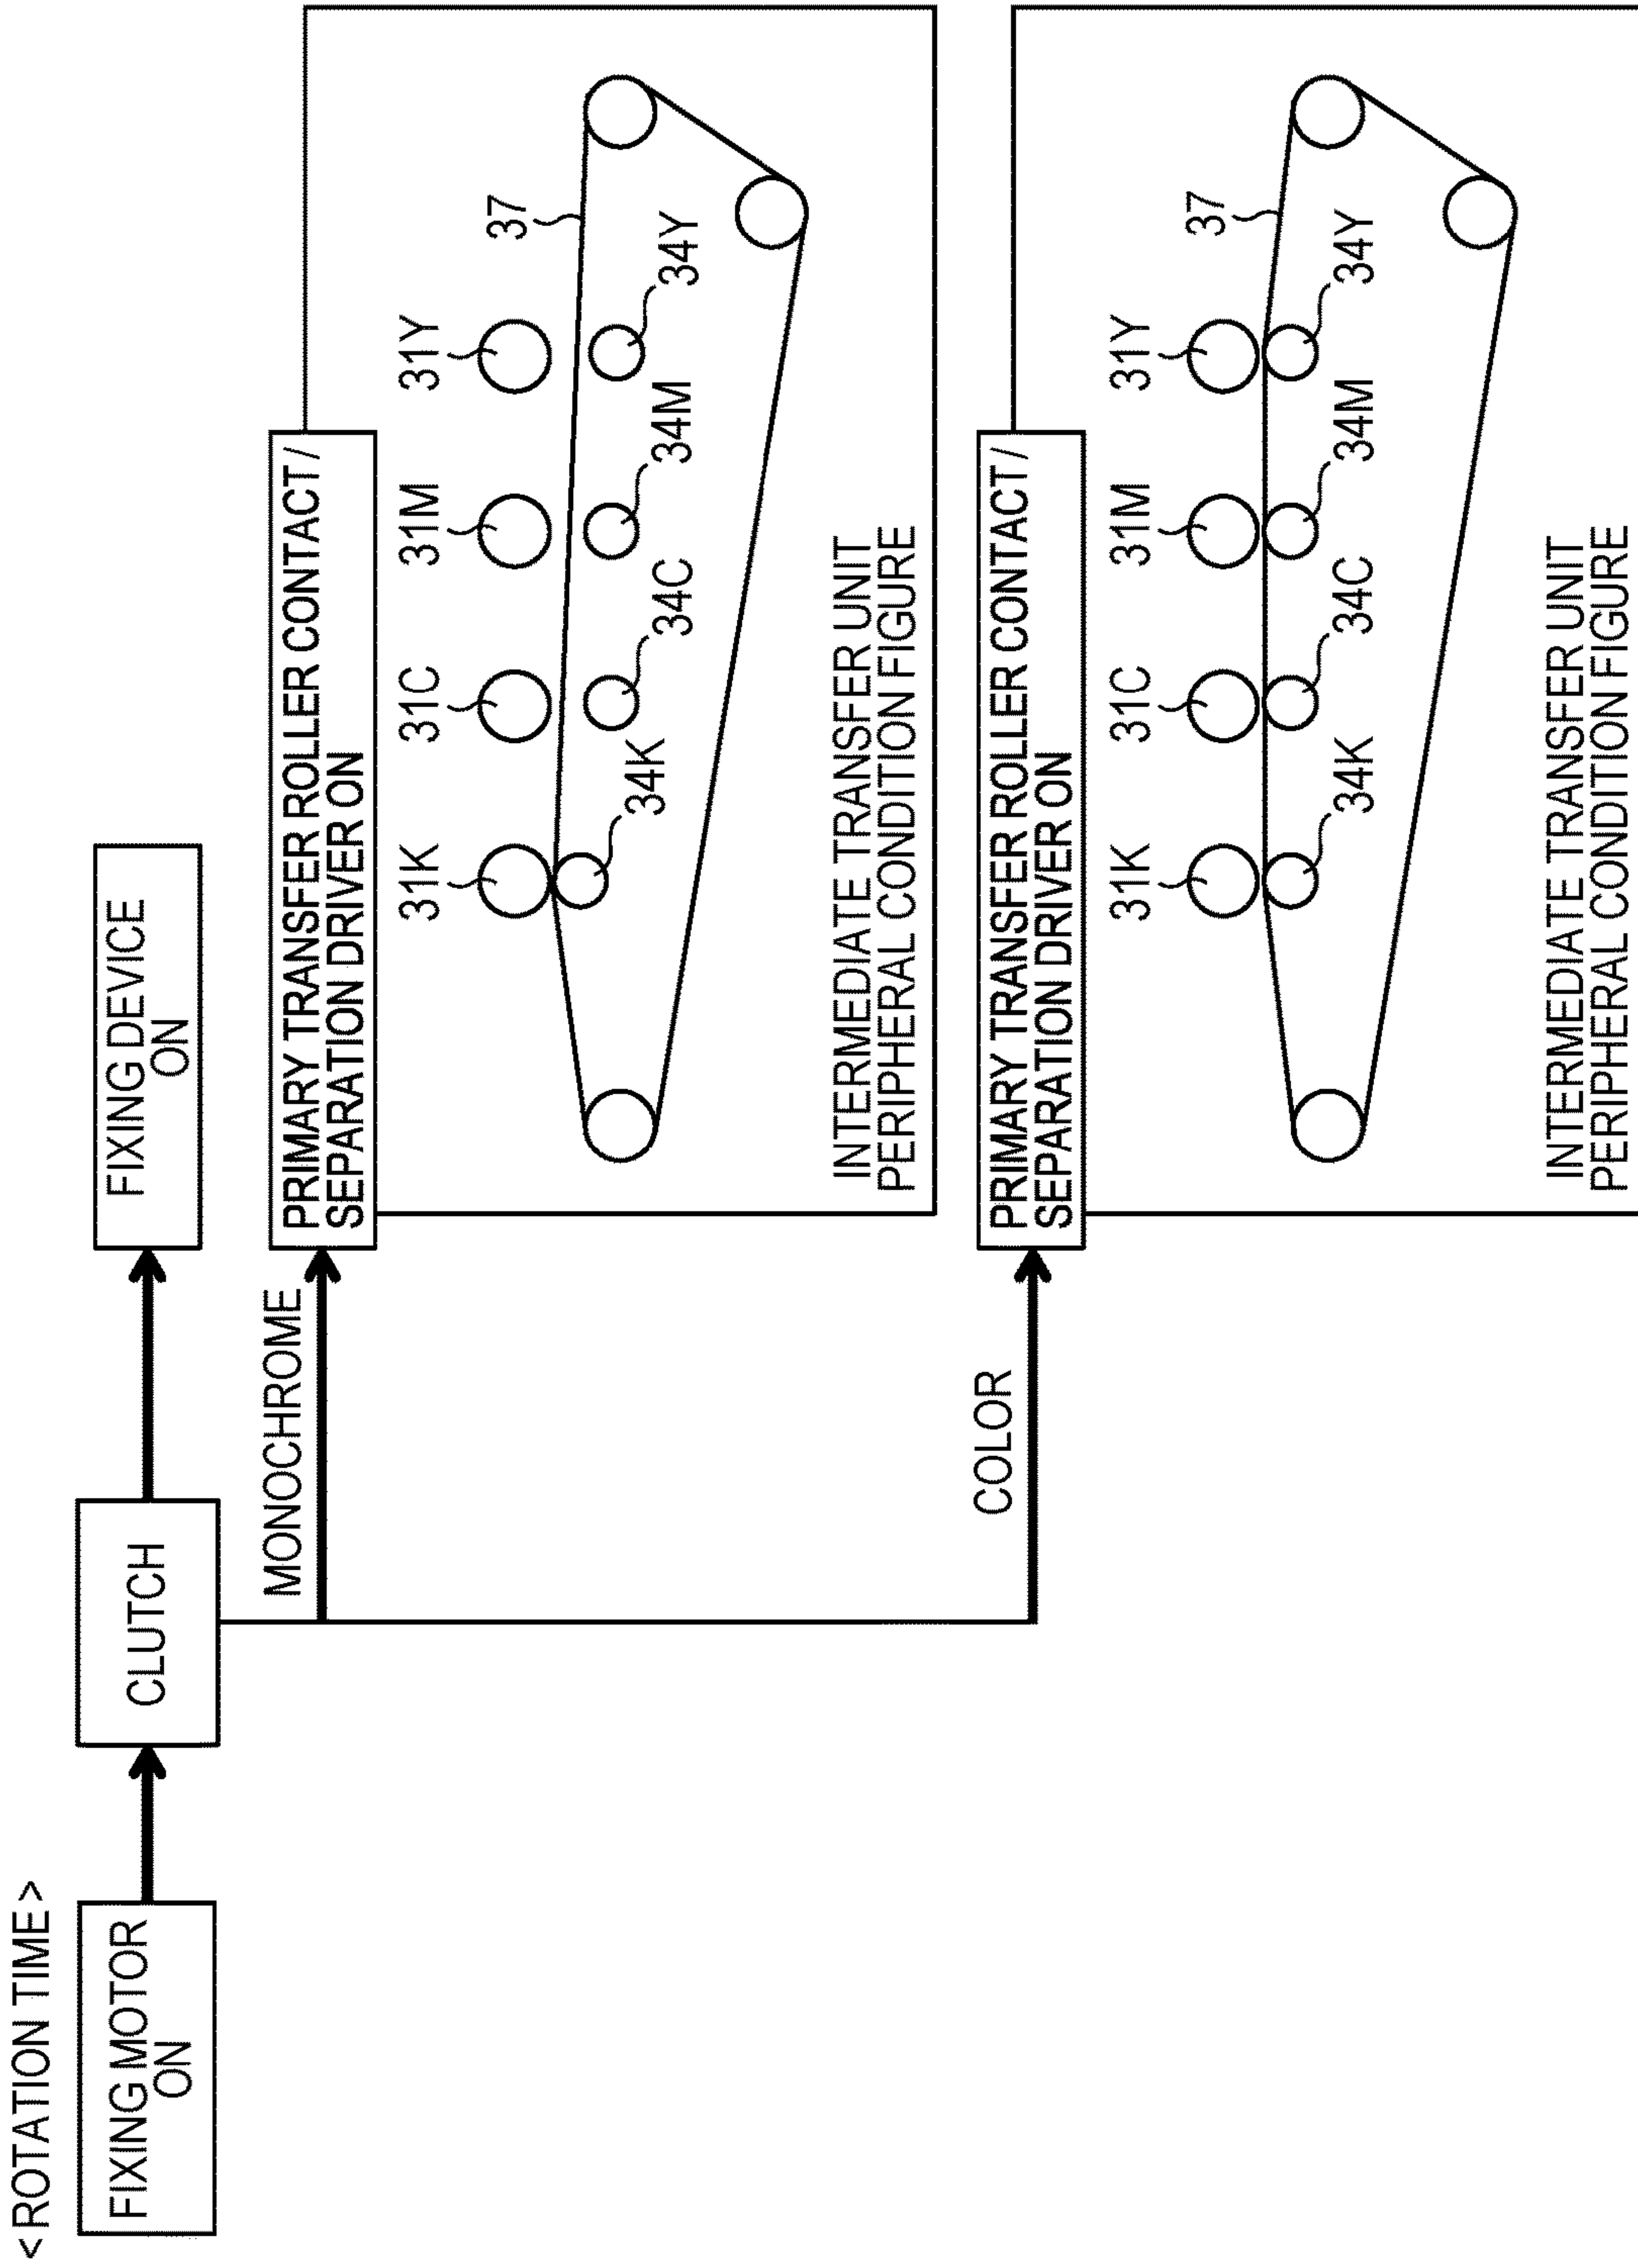 <ROTATION TIME>
FIXING MOTOR
ON
CLUTCH
FIXING DEVICE
ON
MONOCHROME
PRIMARY TRANSFER ROLLER CONTACT /
SEPARATION DRIVER ON
31K
31C
31M
31Y
37
34K
34C
34M
34Y
INTERMEDIATE TRANSFER UNIT
PERIPHERAL CONDITION FIGURE
COLOR
PRIMARY TRANSFER ROLLER CONTACT /
SEPARATION DRIVER ON
31K
31C
31M
31Y
37
34K
34C
34M
34Y
INTERMEDIATE TRANSFER UNIT
PERIPHERAL CONDITION FIGURE